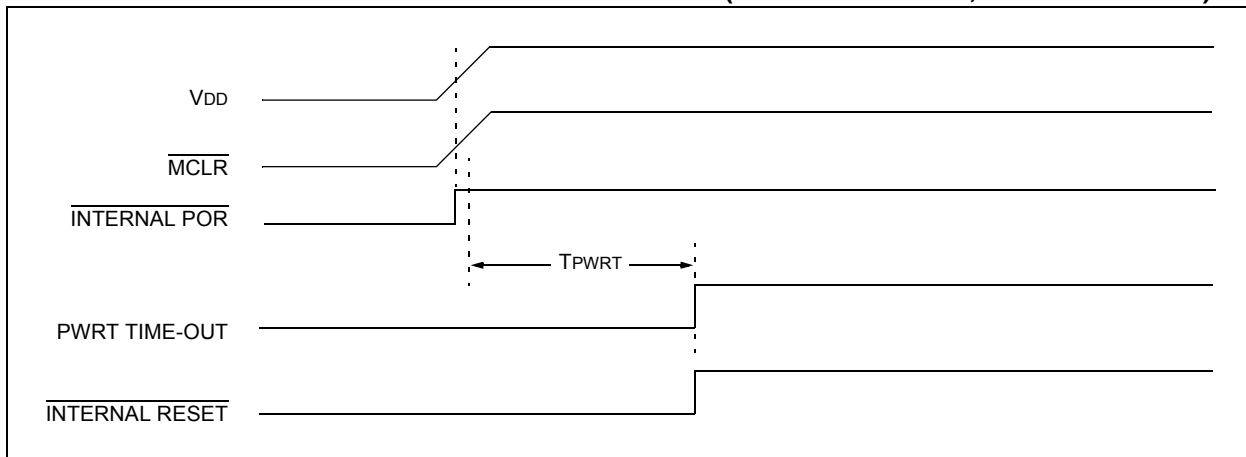 VDD
MCLR
INTERNAL POR
TPWRT
PWRT TIME-OUT
INTERNAL RESET